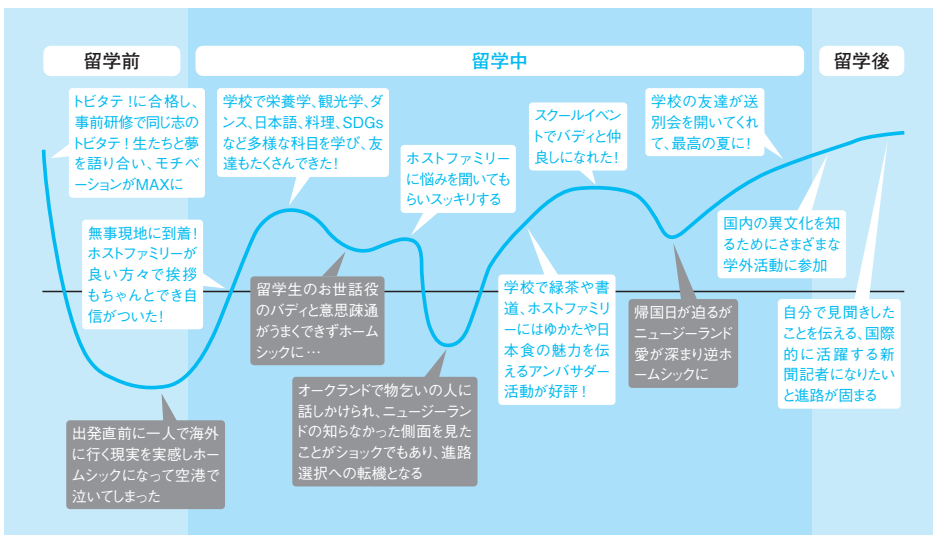 留学前
留学中
留学後
トビタテ!に合格し、
事前研修で同じ志の
トビタテ!生たちと夢
を語り合い、モチベ
ーションがMAXに
無事現地に到着!
ホストファミリーが
良い方々で挨拶
もちゃんとでき自
信がついた!
出発直前に一人で海外
に行く現実を実感しホー
ムシックになって空港で
泣いてしまった
学校で栄養学、観光学、ダ
ンス、日本語、料理、SDGs
など多様な科目を学び、友
達もたくさんできた!
留学生のお世話役
のバディと意思疎通
がうまくできずホーム
シックに…
ホストファミリー
に悩みを聞いても
らいスッキリする
オークランドで物乞いの人に
話しかけられ、ニュージーラン
ドの知らなかった側面を見た
ことがショックでもあり、進路
選択への転機となる
学校で緑茶や書
道、ホストファミリ
ーにはゆかたや日
本食の魅力を伝
えるアンバサダー
活動が好評!
スクールイベン
トでバディと仲
良しになれた!
帰国日が迫るが
ニュージーランド
愛が深まり逆ホ
ームシックに
学校の友達が送
別会を開いてくれ
て、最高の夏に!
国内の異文化を知
るためにさまざまな
学外活動に参加
自分で見聞きした
ことを伝える、国際
的に活躍する新
聞記者になりたい
と進路が固まる